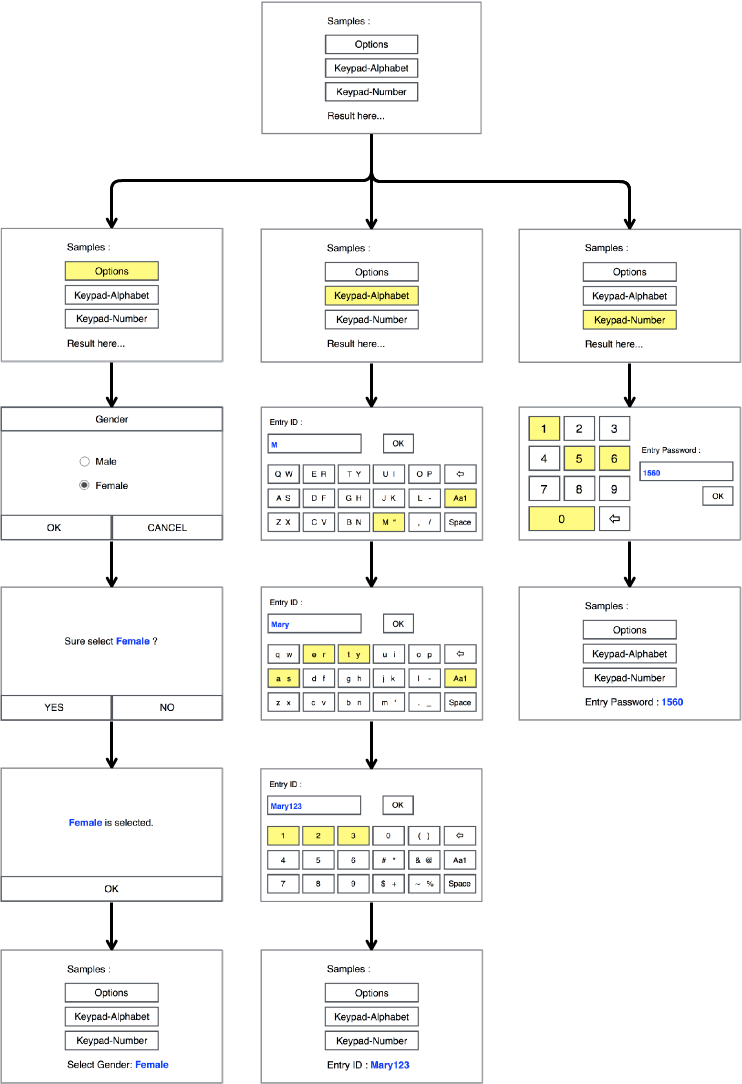 Samples :
Options
Keypad-Alphabet
Keypad-Number
Result here...
Samples :
Options
Keypad-Alphabet
Keypad-Number
Result here...
Samples :
Options
Keypad-Alphabet
Keypad-Number
Result here...
Samples :
Options
Keypad-Alphabet
Keypad-Number
Result here...
Gender
Male
Female
OK CANCEL
Entry ID :
M OK
Q W E R T Y U I O P ⇦
A S D F G H J K L - Aa1
Z X C V B N M " , / Space
1 2 3
4 5 6
7 8 9
0 ⇦
Entry Password :
1560
OK
Sure select Female ?
YES NO
Entry ID :
Mary OK
q w e r t y u i o p ⇦
a s d f g h j k l - Aa1
z x c v b n m ' . _ Space
Samples :
Options
Keypad-Alphabet
Keypad-Number
Entry Password : 1560
Female is selected.
OK
Entry ID :
Mary123 OK
1 2 3 0 ( ) ⇦
4 5 6 # * & @ Aa1
7 8 9 $ + ~ % Space
Samples :
Options
Keypad-Alphabet
Keypad-Number
Select Gender: Female
Samples :
Options
Keypad-Alphabet
Keypad-Number
Entry ID : Mary123